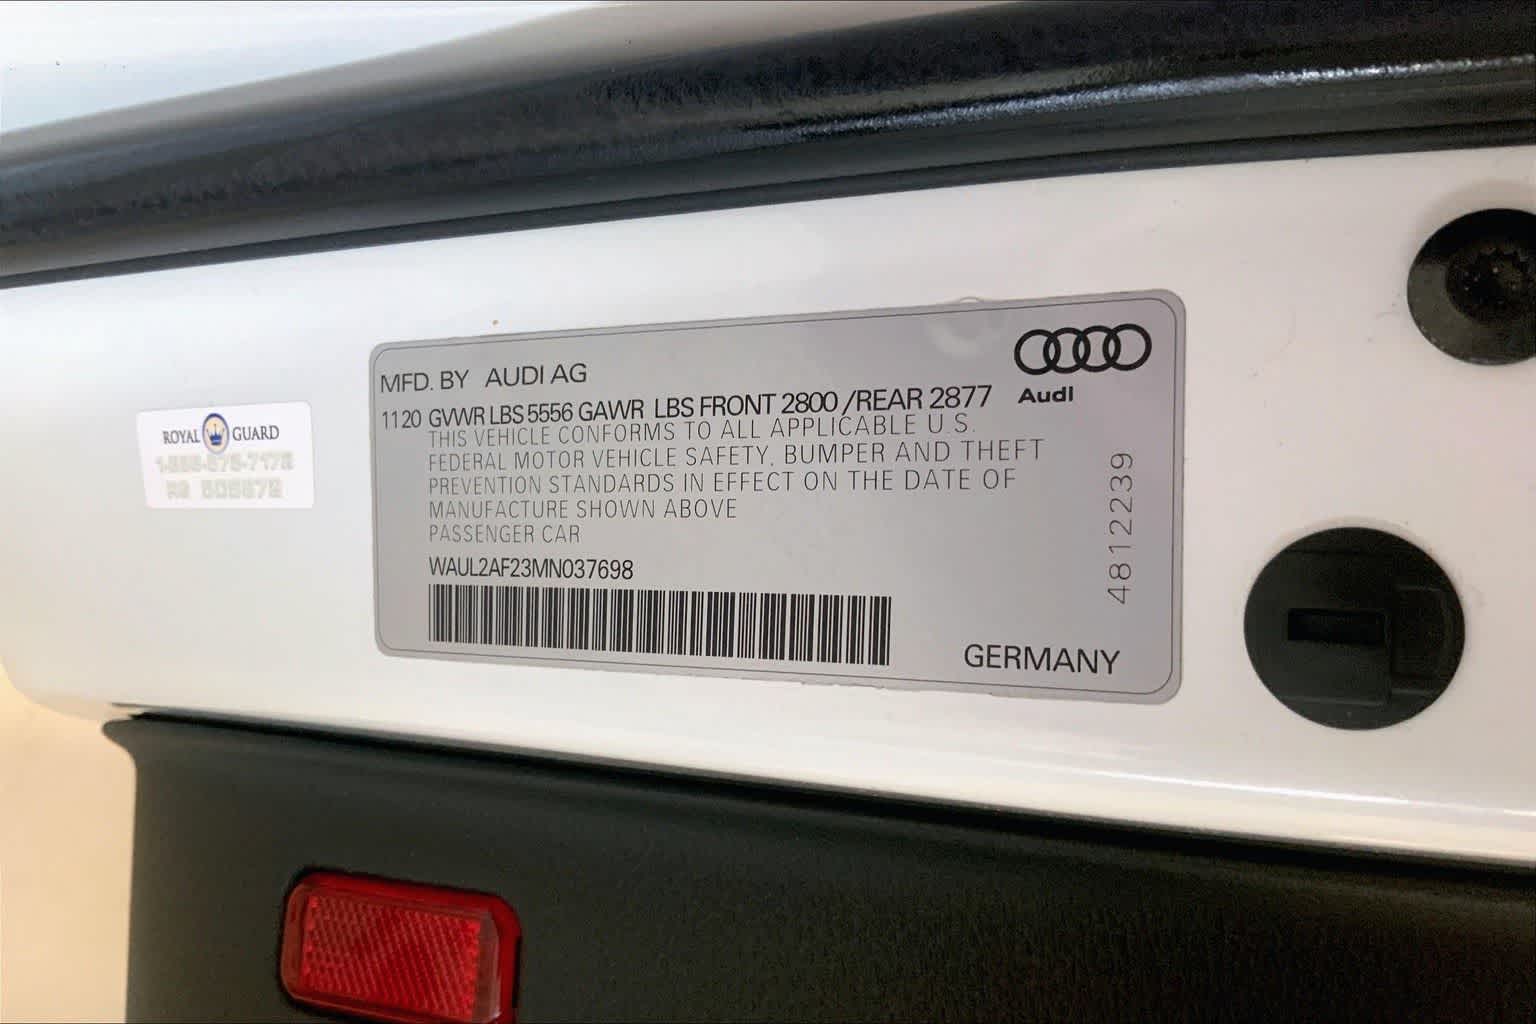 MFD. BY AUDI AG
Audi
1120 GVWR LBS 5556 GAWR LBS FRONT 2800 /REAR 2877
THIS VEHICLE CONFORMS TO ALL APPLICABLE U.S.
FEDERAL MOTOR VEHICLE SAFETY, BUMPER AND THEFT
PREVENTION STANDARDS IN EFFECT ON THE DATE OF
MANUFACTURE SHOWN ABOVE
PASSENGER CAR
WAUL2AF23MN037698
4812239
GERMANY
ROYAL GUARD